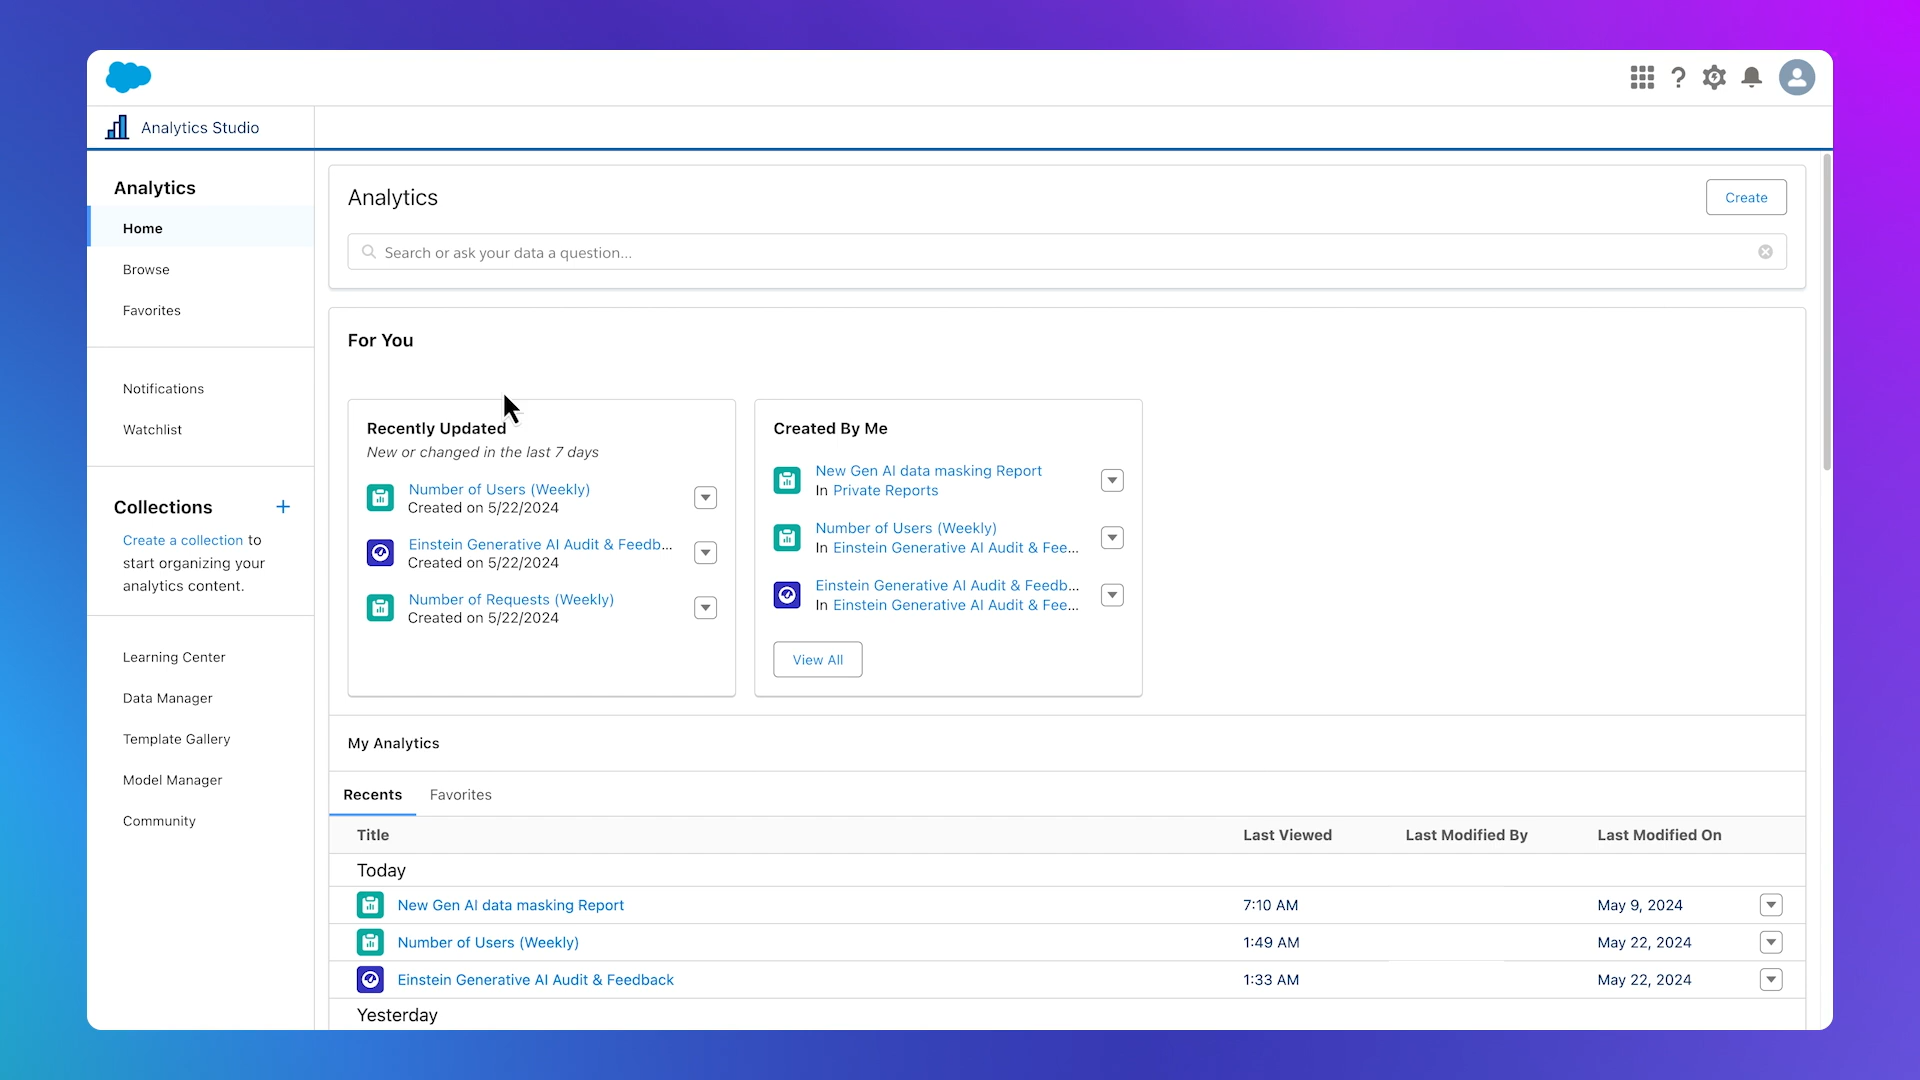 Analytics Studio
Analytics
Home
Browse
Favorites
Notifications
Watchlist
Collections
Create a collection to
start organizing your
analytics content.
Learning Center
Data Manager
Template Gallery
Model Manager
Community
Analytics
Create
Search or ask your data a question...
For You
Recently Updated
New or changed in the last 7 days
Number of Users (Weekly)
Created on 5/22/2024
Einstein Generative AI Audit & Feedb...
Created on 5/22/2024
Number of Requests (Weekly)
Created on 5/22/2024
Created By Me
New Gen AI data masking Report
In Private Reports
Number of Users (Weekly)
In Einstein Generative AI Audit & Fee...
Einstein Generative AI Audit & Feedb...
In Einstein Generative AI Audit & Fee...
View All
My Analytics
Recents Favorites
Title Last Viewed Last Modified By Last Modified On
Today
New Gen AI data masking Report 7:10 AM May 9, 2024
Number of Users (Weekly) 1:49 AM May 22, 2024
Einstein Generative AI Audit & Feedback 1:33 AM May 22, 2024
Yesterday